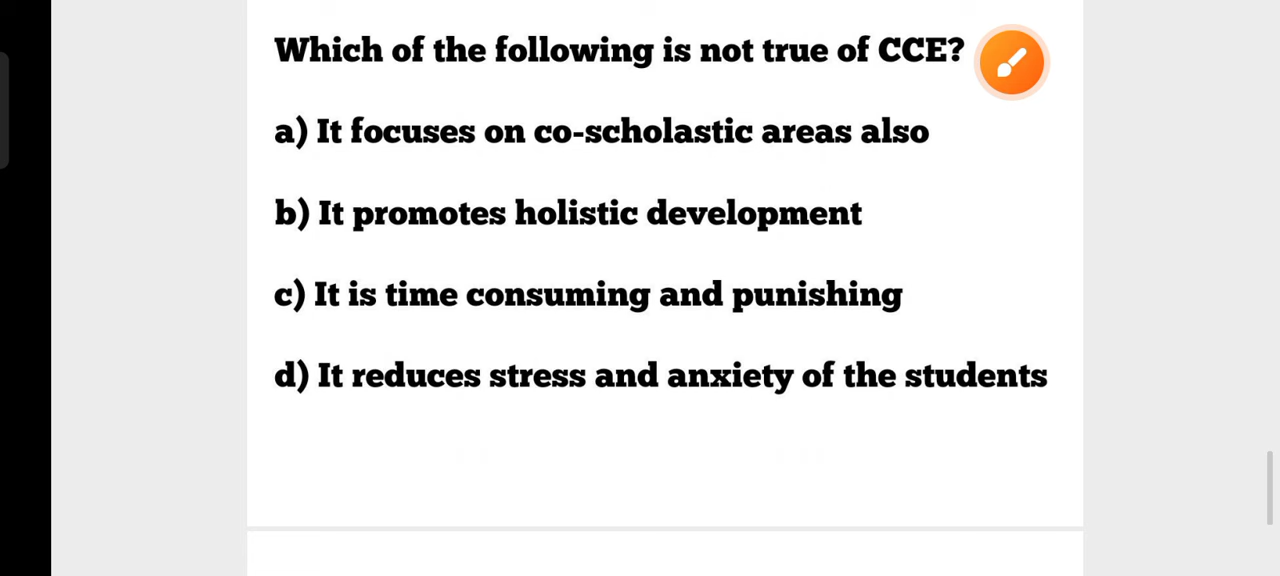 Which of the following is not true of CCE?
a) It focuses on co-scholastic areas also
b) It promotes holistic development
c) It is time consuming and punishing
d) It reduces stress and anxiety of the students